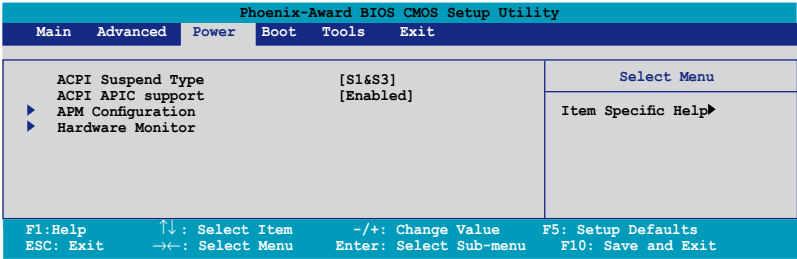 Phoenix-Award BIOS CMOS Setup Utility
Main Advanced Power Boot Tools Exit
Select Menu
ACPI Suspend Type [S1&S3]
ACPI APIC support [Enabled]
APM Configuration
Hardware Monitor
Item Specific Help
F1:Help ↑↓: Select Item -/+: Change Value F5: Setup Defaults
ESC: Exit →←: Select Menu Enter: Select Sub-menu F10: Save and Exit